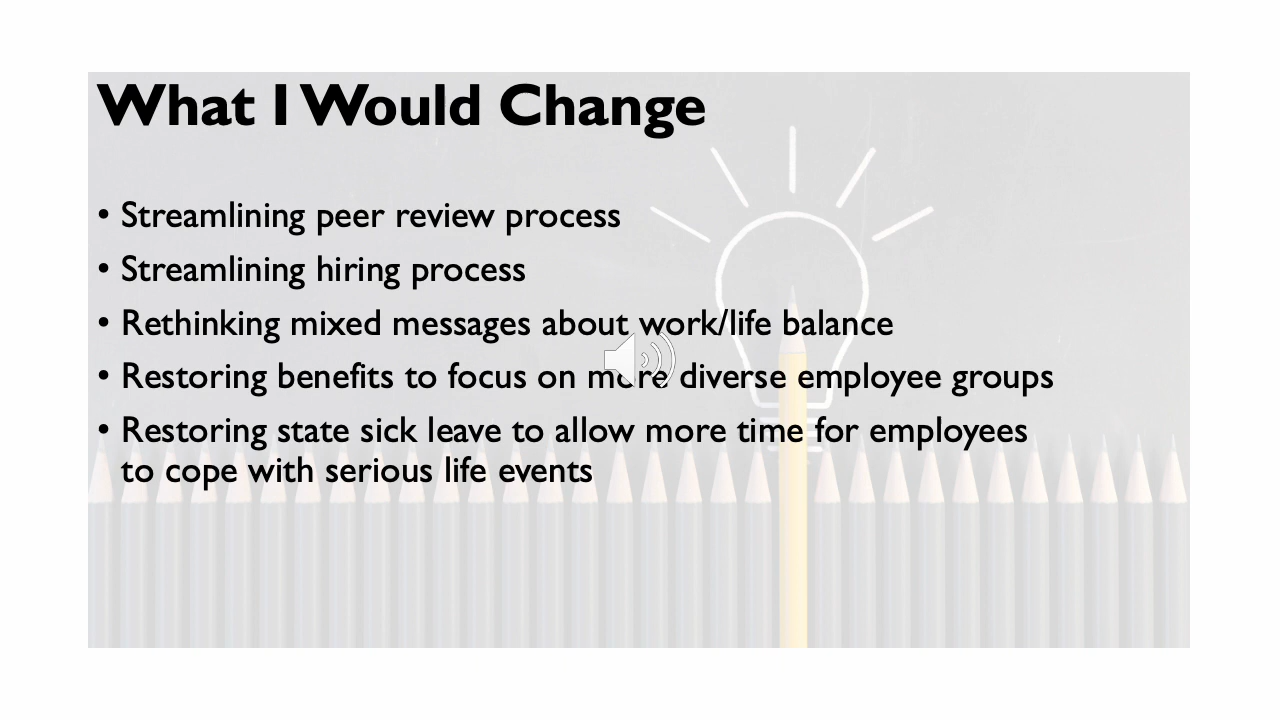 What I Would Change
• Streamlining peer review process
• Streamlining hiring process
• Rethinking mixed messages about work/life balance
• Restoring benefits to focus on more diverse employee groups
• Restoring state sick leave to allow more time for employees
to cope with serious life events